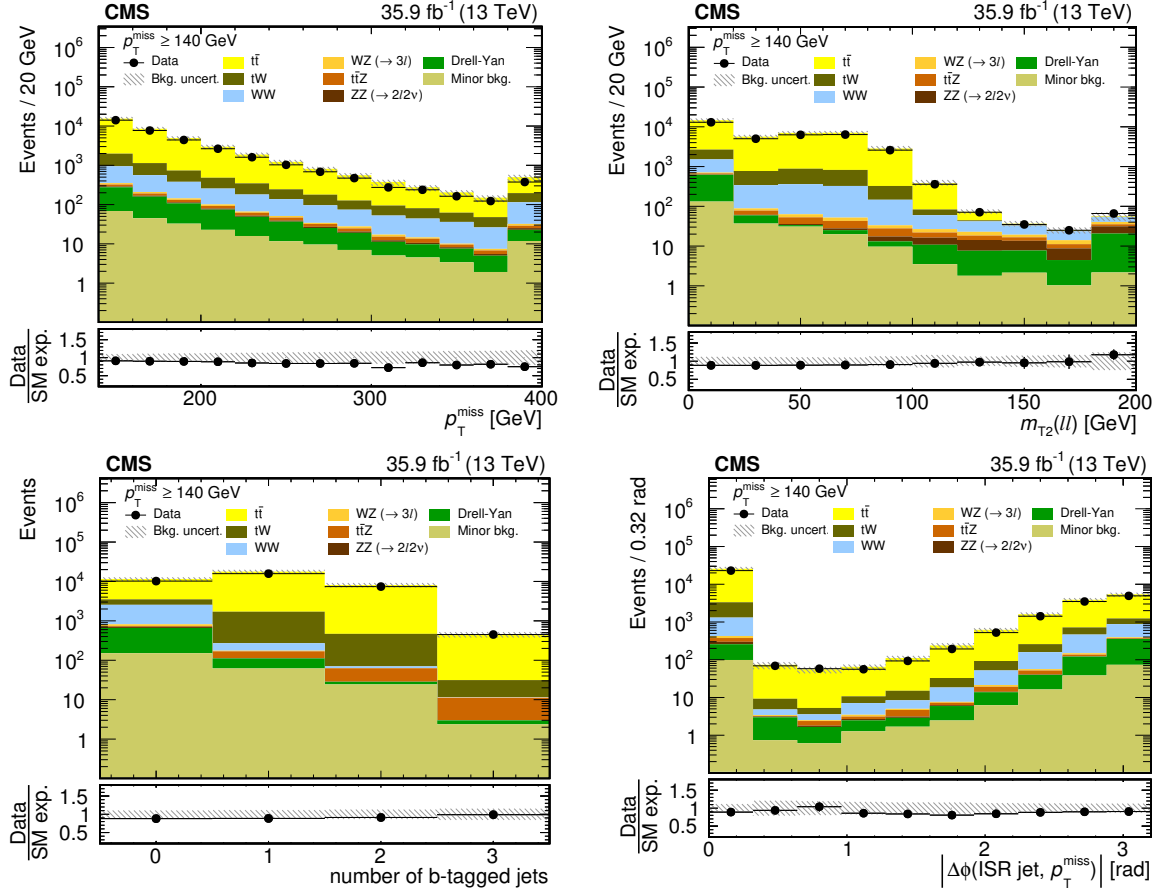 CMS 35.9 fb⁻¹ (13 TeV)
Events / 20 GeV
10⁶
10⁵
10⁴
10³
10²
10
1
p_T^miss ≥ 140 GeV
Data tt̄ WZ (→ 3l) Drell-Yan
Bkg. uncert. tW tt̄Z Minor bkg.
WW ZZ (→ 2l2ν)
Data
SM exp.
1.5
1
0.5
200 300 400
p_T^miss [GeV]
CMS 35.9 fb⁻¹ (13 TeV)
Events / 20 GeV
10⁶
10⁵
10⁴
10³
10²
10
1
p_T^miss ≥ 140 GeV
Data tt̄ WZ (→ 3l) Drell-Yan
Bkg. uncert. tW tt̄Z Minor bkg.
WW ZZ (→ 2l2ν)
Data
SM exp.
1.5
1
0.5
0 50 100 150 200
m_T2(ll) [GeV]
CMS 35.9 fb⁻¹ (13 TeV)
Events
10⁶
10⁵
10⁴
10³
10²
10
1
p_T^miss ≥ 140 GeV
Data tt̄ WZ (→ 3l) Drell-Yan
Bkg. uncert. tW tt̄Z Minor bkg.
WW ZZ (→ 2l2ν)
Data
SM exp.
1.5
1
0.5
0 1 2 3
number of b-tagged jets
CMS 35.9 fb⁻¹ (13 TeV)
Events / 0.32 rad
10⁶
10⁵
10⁴
10³
10²
10
1
p_T^miss ≥ 140 GeV
Data tt̄ WZ (→ 3l) Drell-Yan
Bkg. uncert. tW tt̄Z Minor bkg.
WW ZZ (→ 2l2ν)
Data
SM exp.
1.5
1
0.5
0 1 2 3
|Δϕ(ISR jet, p_T^miss)| [rad]